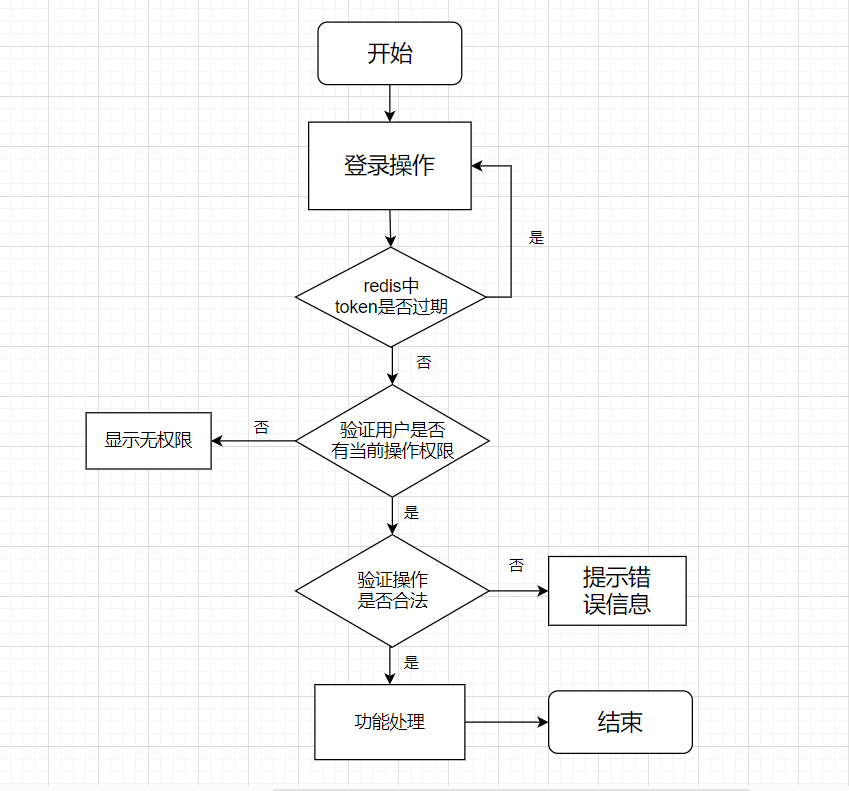 开始
登录操作
是
redis中
token是否过期
否
验证用户是否
有当前操作权限
否
显示无权限
是
验证操作
是否合法
否
提示错
误信息
是
功能处理
结束